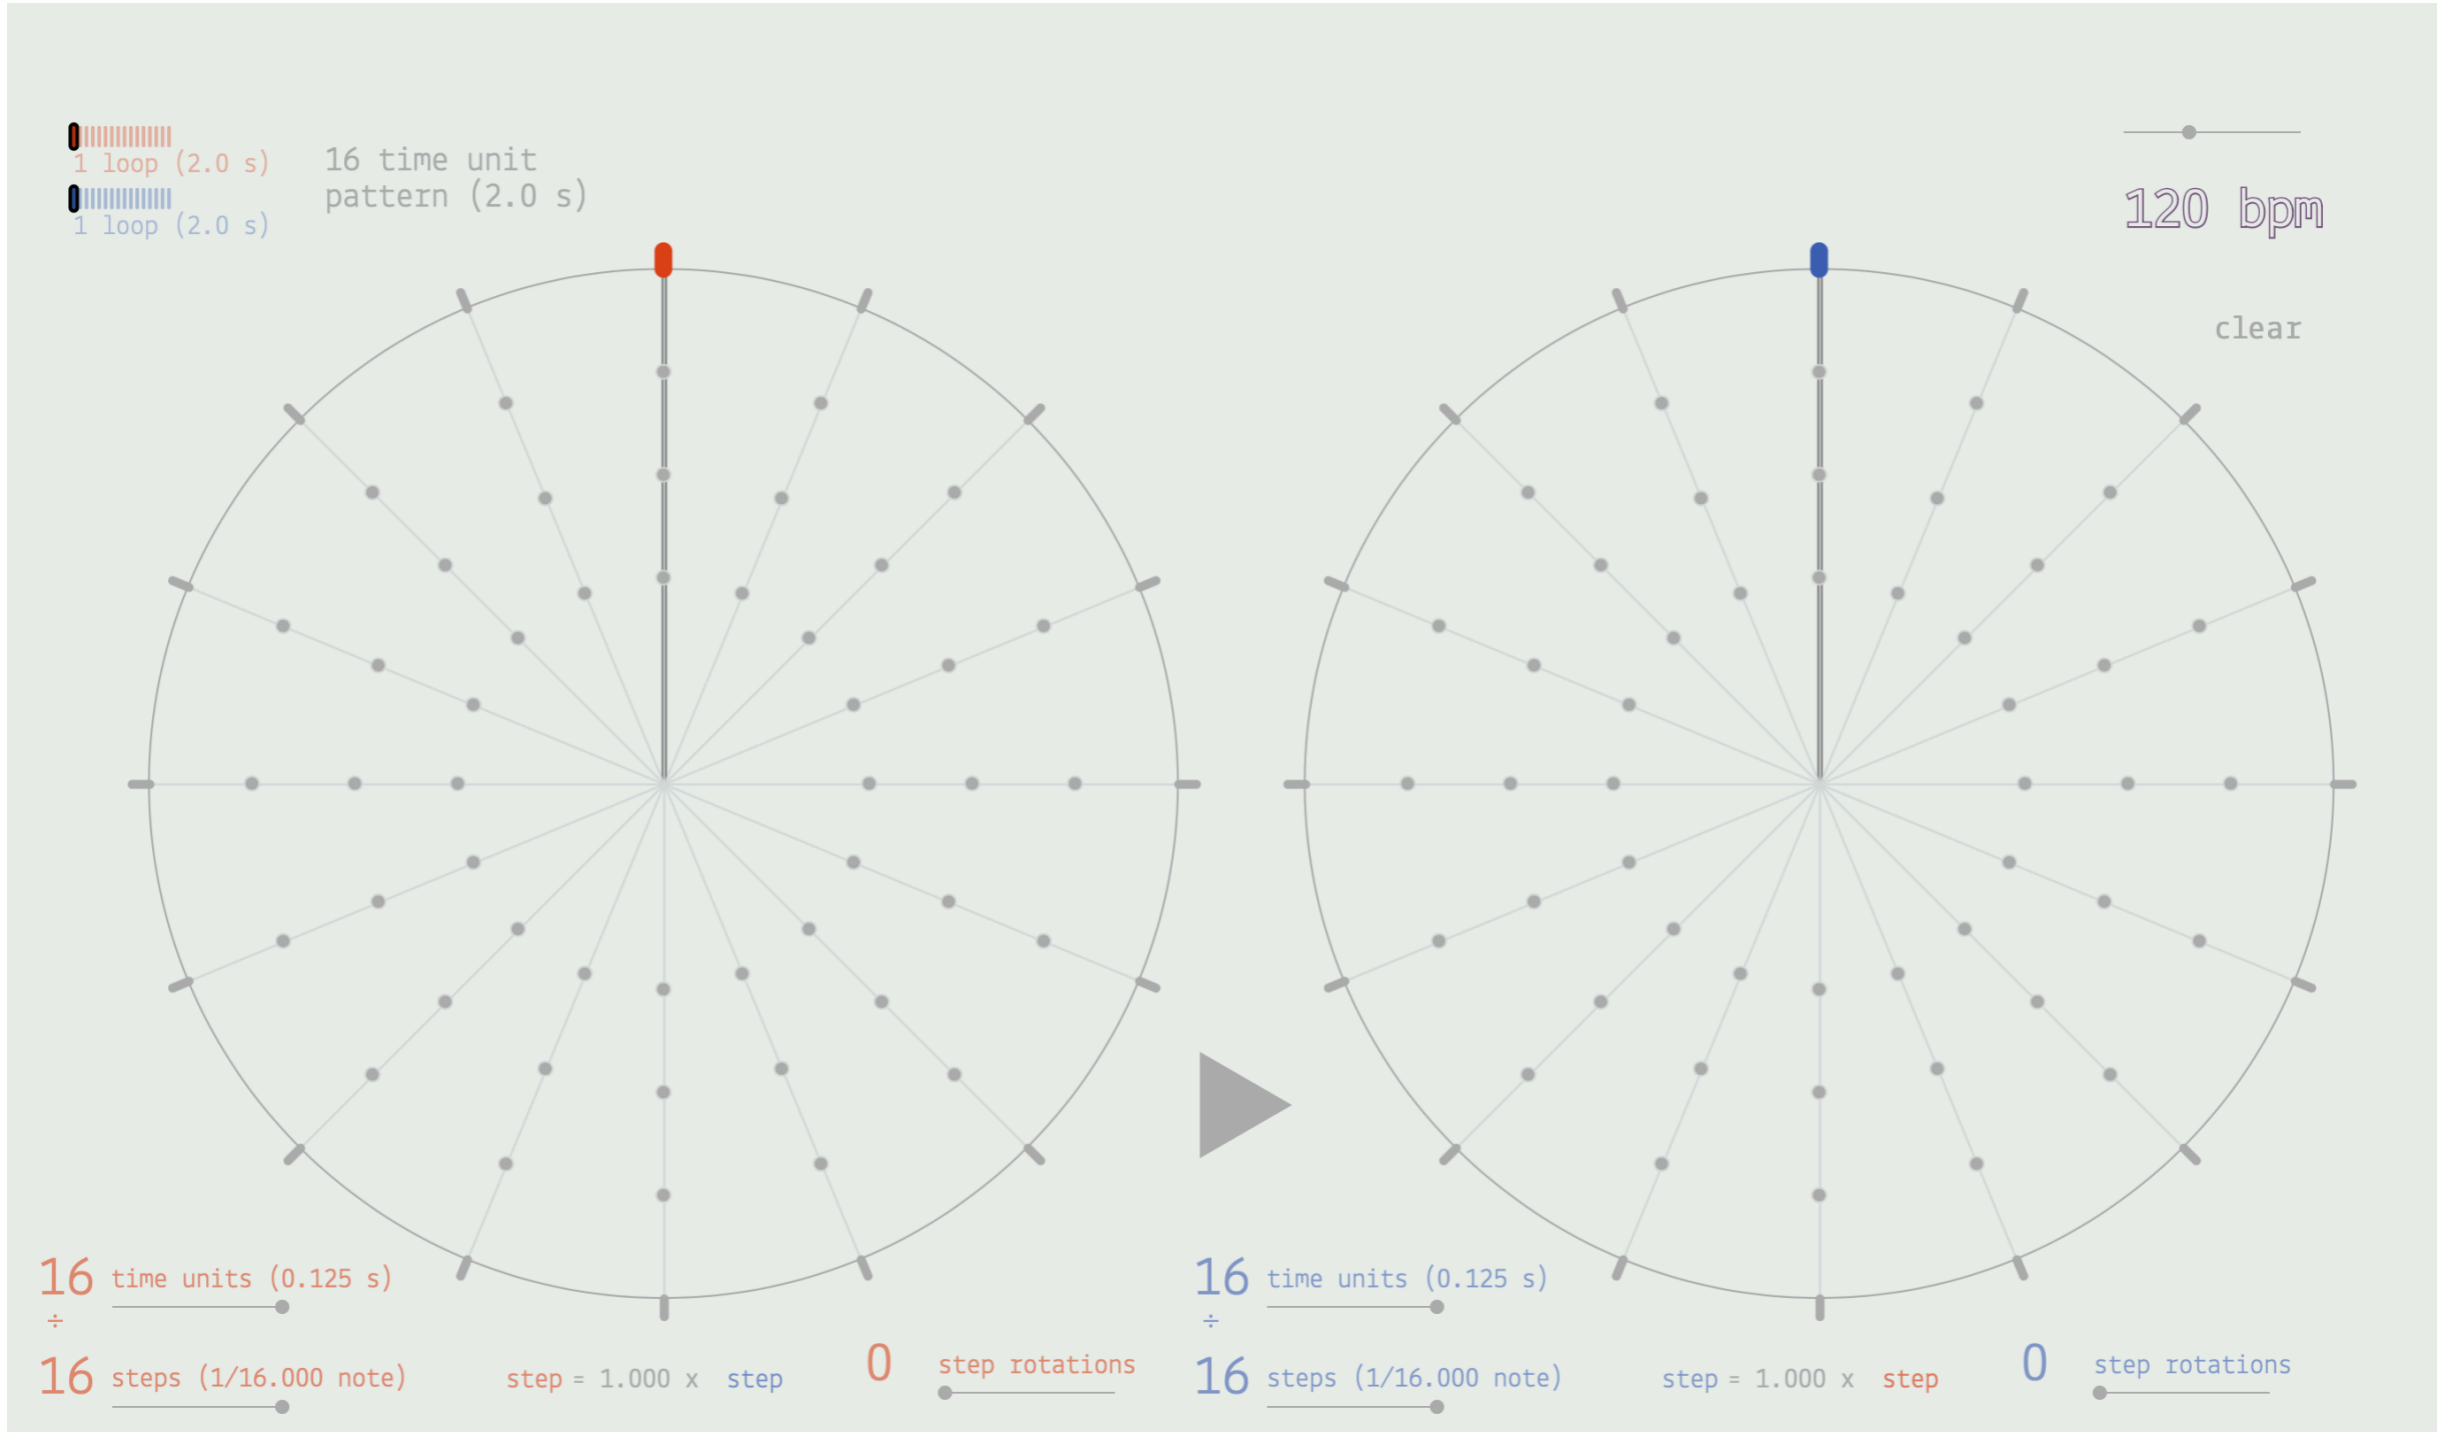 1 loop (2.0 s)
1 loop (2.0 s)
16 time unit
pattern (2.0 s)
120 bpm
clear
16 time units (0.125 s)
÷
16 steps (1/16.000 note)
step = 1.000 x step
0 step rotations
16 time units (0.125 s)
÷
16 steps (1/16.000 note)
step = 1.000 x step
0 step rotations